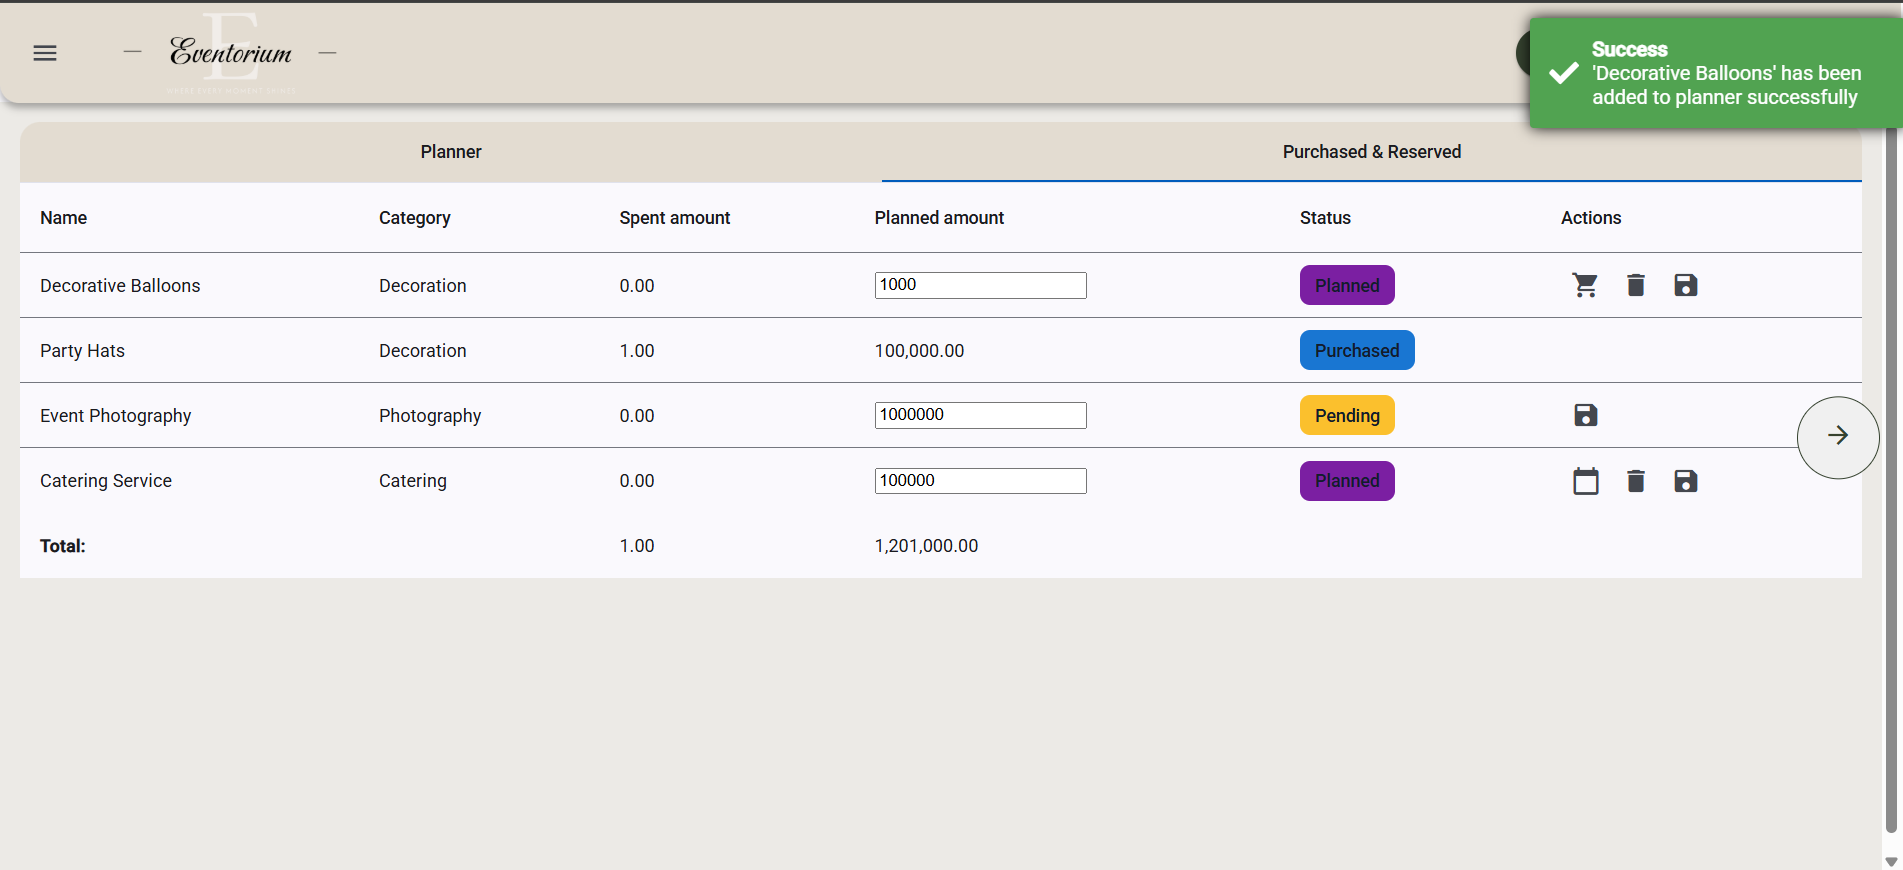 E
Eventorium
WHERE EVERY MOMENT SHINES
Success
'Decorative Balloons' has been
added to planner successfully
Planner Purchased & Reserved
Name Category Spent amount Planned amount Status Actions
Decorative Balloons Decoration 0.00 1000 Planned
Party Hats Decoration 1.00 100,000.00 Purchased
Event Photography Photography 0.00 1000000 Pending
Catering Service Catering 0.00 100000 Planned
Total: 1.00 1,201,000.00